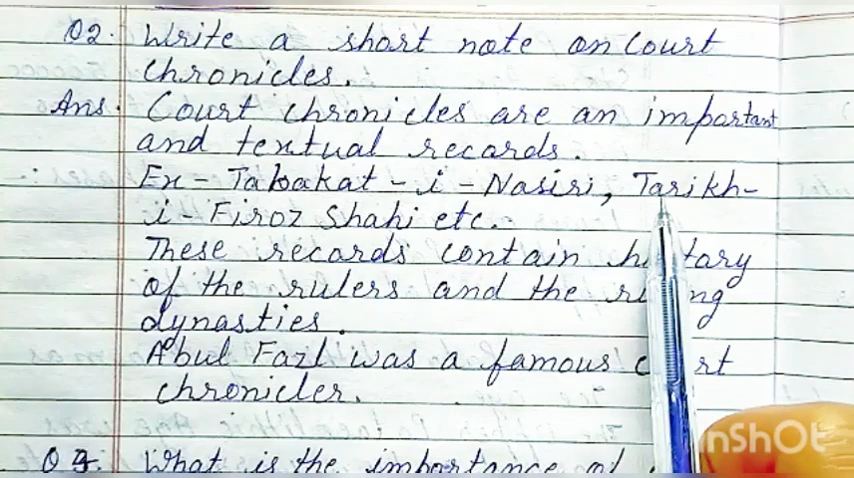 Q2. Write a short note on Court
Chronicles.
Ans. Court chronicles are an important
and textual records.
Ex - Tabakat - i - Nasiri, Tarikh-
i - Firoz Shahi etc.
These records contain
of the rulers and the
dynasties.
Abul Fazl was a famous
chronicler.
Q3. What is the importance of
InShOt